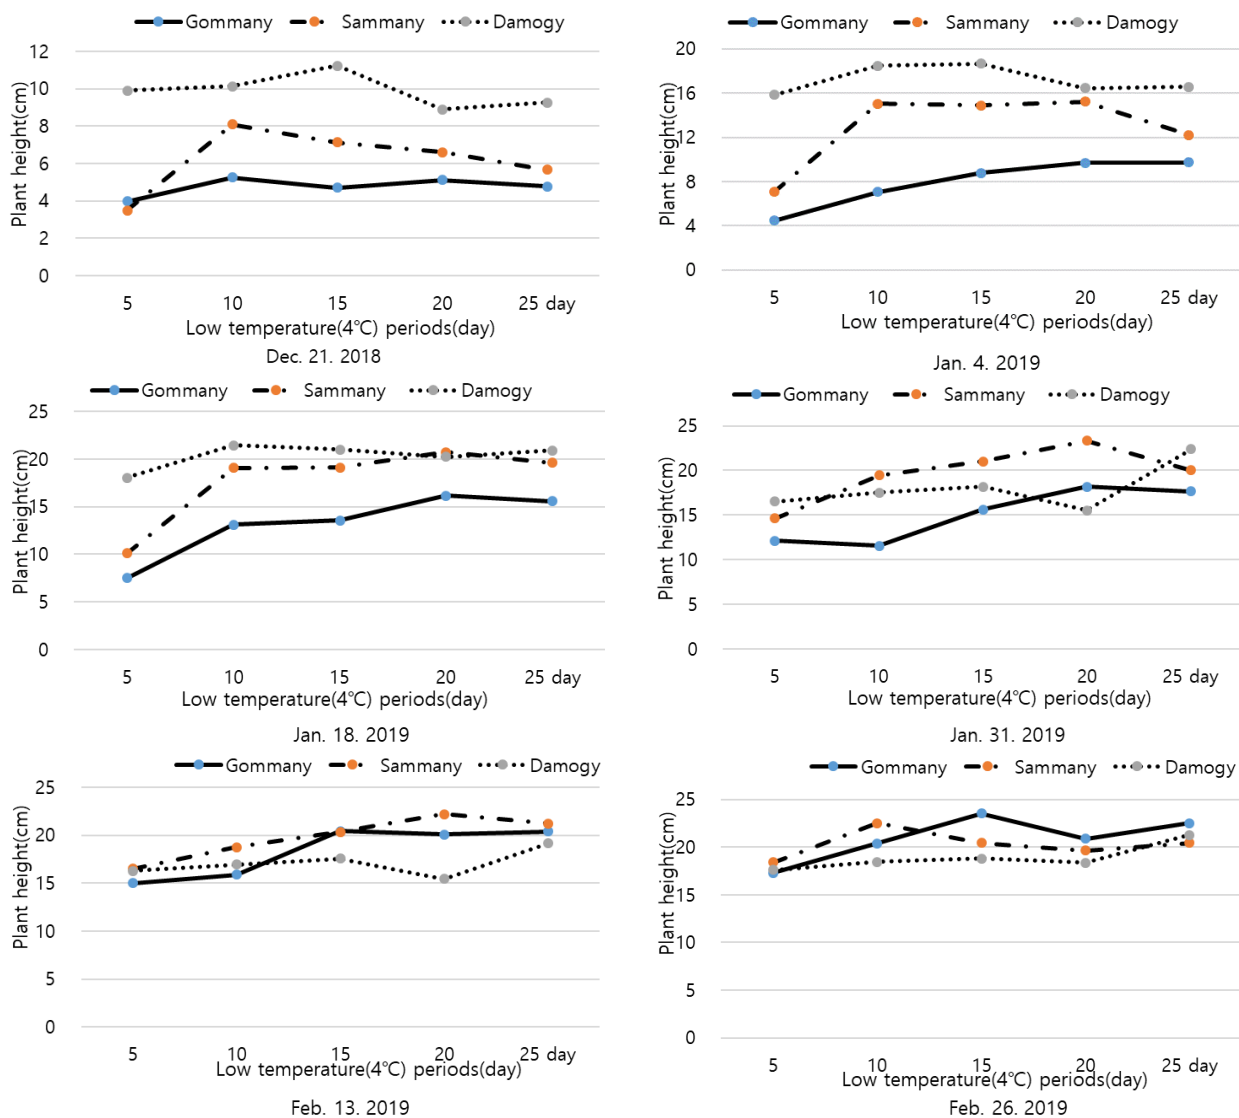 Gommany Sammany Damogy
12
10
8
6
4
2
0
Plant height(cm)
5 10 15 20 25 day
Low temperature(4℃) periods(day)
Dec. 21. 2018
Gommany Sammany Damogy
20
16
12
8
4
0
Plant height(cm)
5 10 15 20 25 day
Low temperature(4℃) periods(day)
Jan. 4. 2019
Gommany Sammany Damogy
25
20
15
10
5
0
Plant height(cm)
5 10 15 20 25 day
Low temperature(4℃) periods(day)
Jan. 18. 2019
Gommany Sammany Damogy
25
20
15
10
5
0
Plant height(cm)
5 10 15 20 25 day
Low temperature(4℃) periods(day)
Jan. 31. 2019
Gommany Sammany Damogy
25
20
15
10
5
0
Plant height(cm)
5 10 15 20 25 day
Low temperature(4℃) periods(day)
Feb. 13. 2019
Gommany Sammany Damogy
25
20
15
10
5
0
Plant height(cm)
5 10 15 20 25 day
Low temperature(4℃) periods(day)
Feb. 26. 2019